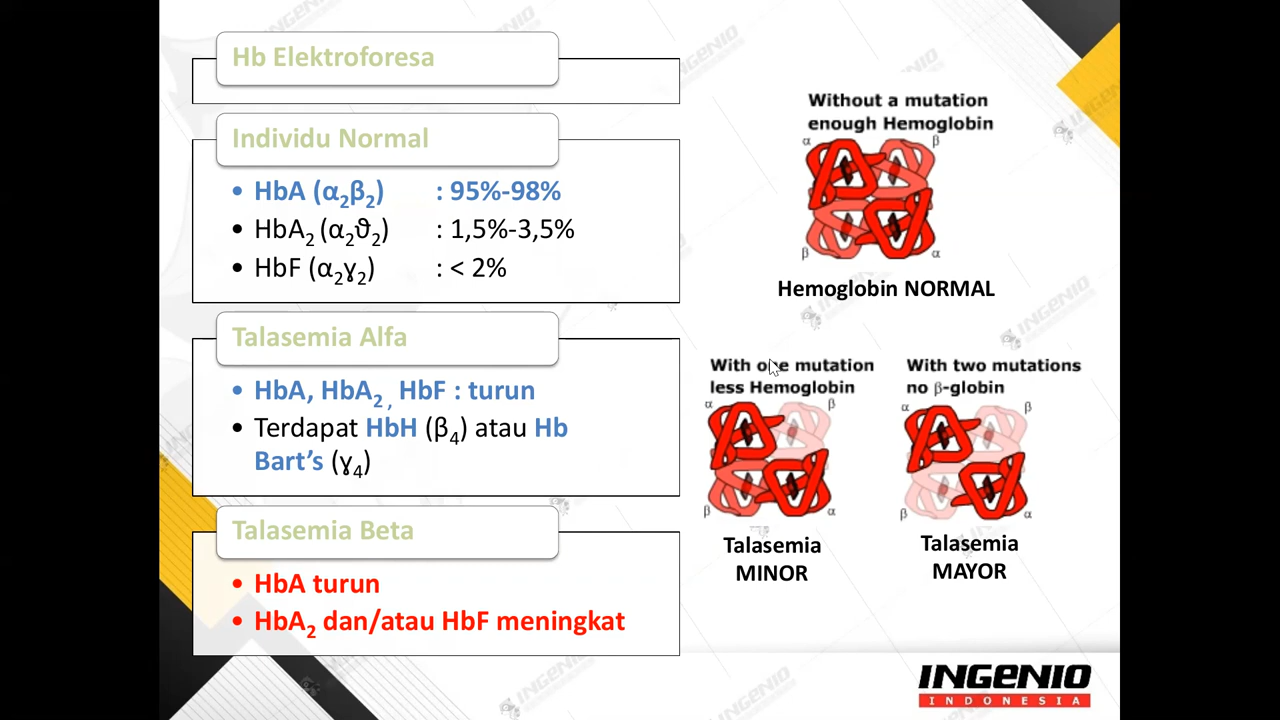 Hb Elektroforesa
Individu Normal
• HbA (α₂β₂) : 95%-98%
• HbA₂ (α₂ϑ₂) : 1,5%-3,5%
• HbF (α₂ɣ₂) : < 2%
Talasemia Alfa
• HbA, HbA₂ , HbF : turun
• Terdapat HbH (β₄) atau Hb
Bart’s (ɣ₄)
Talasemia Beta
• HbA turun
• HbA₂ dan/atau HbF meningkat
Without a mutation
enough Hemoglobin
α β
β α
Hemoglobin NORMAL
With one mutation
less Hemoglobin
α β
β α
Talasemia
MINOR
With two mutations
no β-globin
α β
β α
Talasemia
MAYOR
INGENIO
INDONESIA